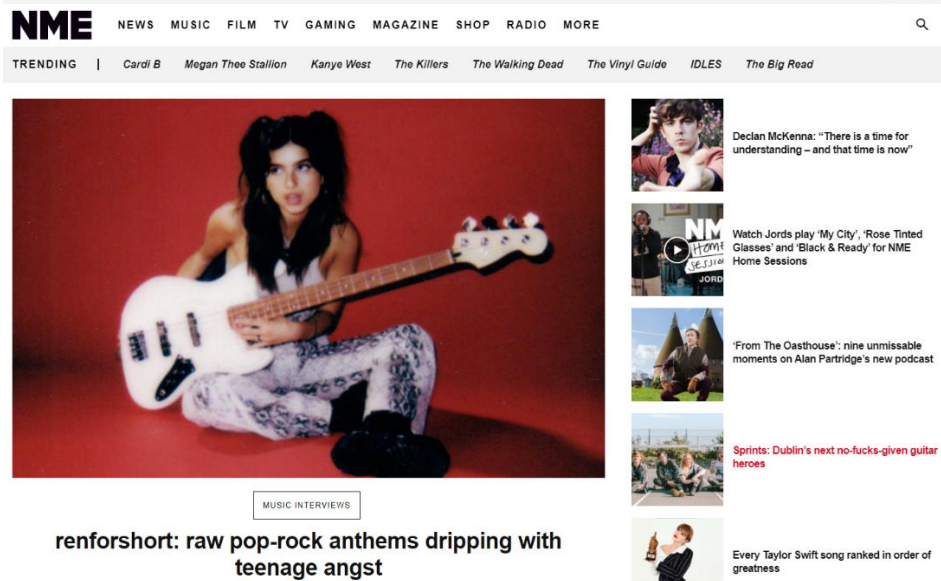 NME NEWS MUSIC FILM TV GAMING MAGAZINE SHOP RADIO MORE
TRENDING | Cardi B Megan Thee Stallion Kanye West The Killers The Walking Dead The Vinyl Guide IDLES The Big Read
MUSIC INTERVIEWS
renforshort: raw pop-rock anthems dripping with
teenage angst
Declan McKenna: “There is a time for
understanding – and that time is now”
NM
HOME
SESSIO
JORD
Watch Jords play ‘My City’, ‘Rose Tinted
Glasses’ and ‘Black & Ready’ for NME
Home Sessions
‘From The Oasthouse’: nine unmissable
moments on Alan Partridge’s new podcast
Sprints: Dublin’s next no-fucks-given guitar
heroes
Every Taylor Swift song ranked in order of
greatness